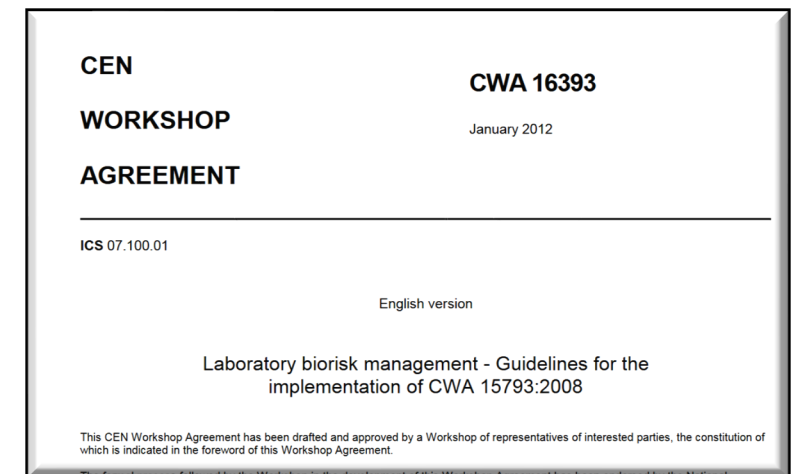 CEN
CWA 16393
WORKSHOP
January 2012
AGREEMENT
ICS 07.100.01
English version
Laboratory biorisk management - Guidelines for the
implementation of CWA 15793:2008
This CEN Workshop Agreement has been drafted and approved by a Workshop of representatives of interested parties, the constitution of
which is indicated in the foreword of this Workshop Agreement.